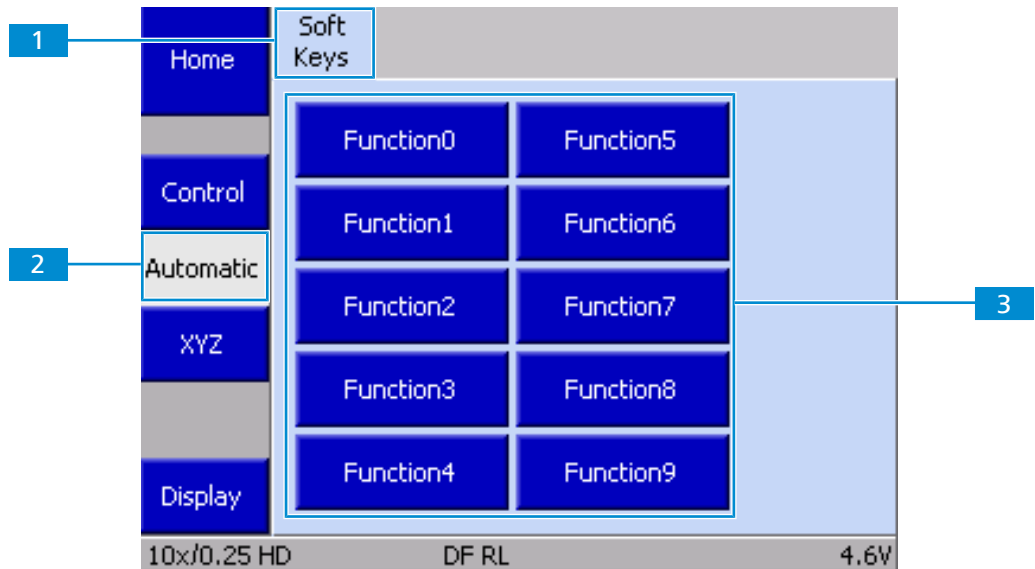 1
Soft
Keys
Home
Function0 Function5
Control
Function1 Function6
2
Automatic
Function2 Function7
3
XYZ
Function3 Function8
Function4 Function9
Display
10x/0.25 HD DF RL 4.6V